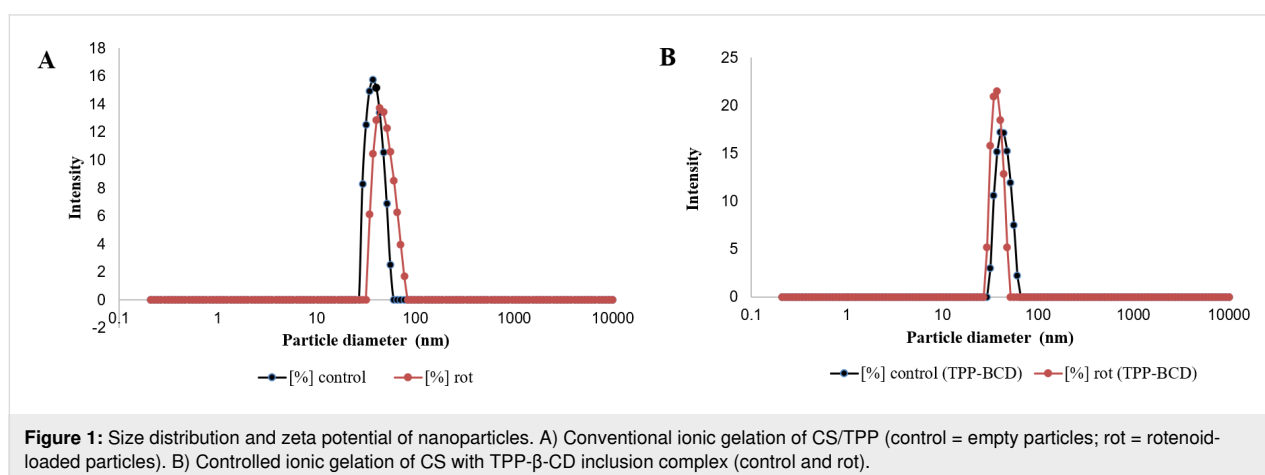 A
18
16
14
12
10
8
6
4
2
0
-2
Intensity
0.1 1 10 100 1000 10000
Particle diameter (nm)
[%] control [%] rot
B
25
20
15
10
5
0
Intensity
0.1 1 10 100 1000 10000
Particle diameter (nm)
[%] control (TPP-BCD) [%] rot (TPP-BCD)
Figure 1: Size distribution and zeta potential of nanoparticles. A) Conventional ionic gelation of CS/TPP (control = empty particles; rot = rotenoid-
loaded particles). B) Controlled ionic gelation of CS with TPP-β-CD inclusion complex (control and rot).